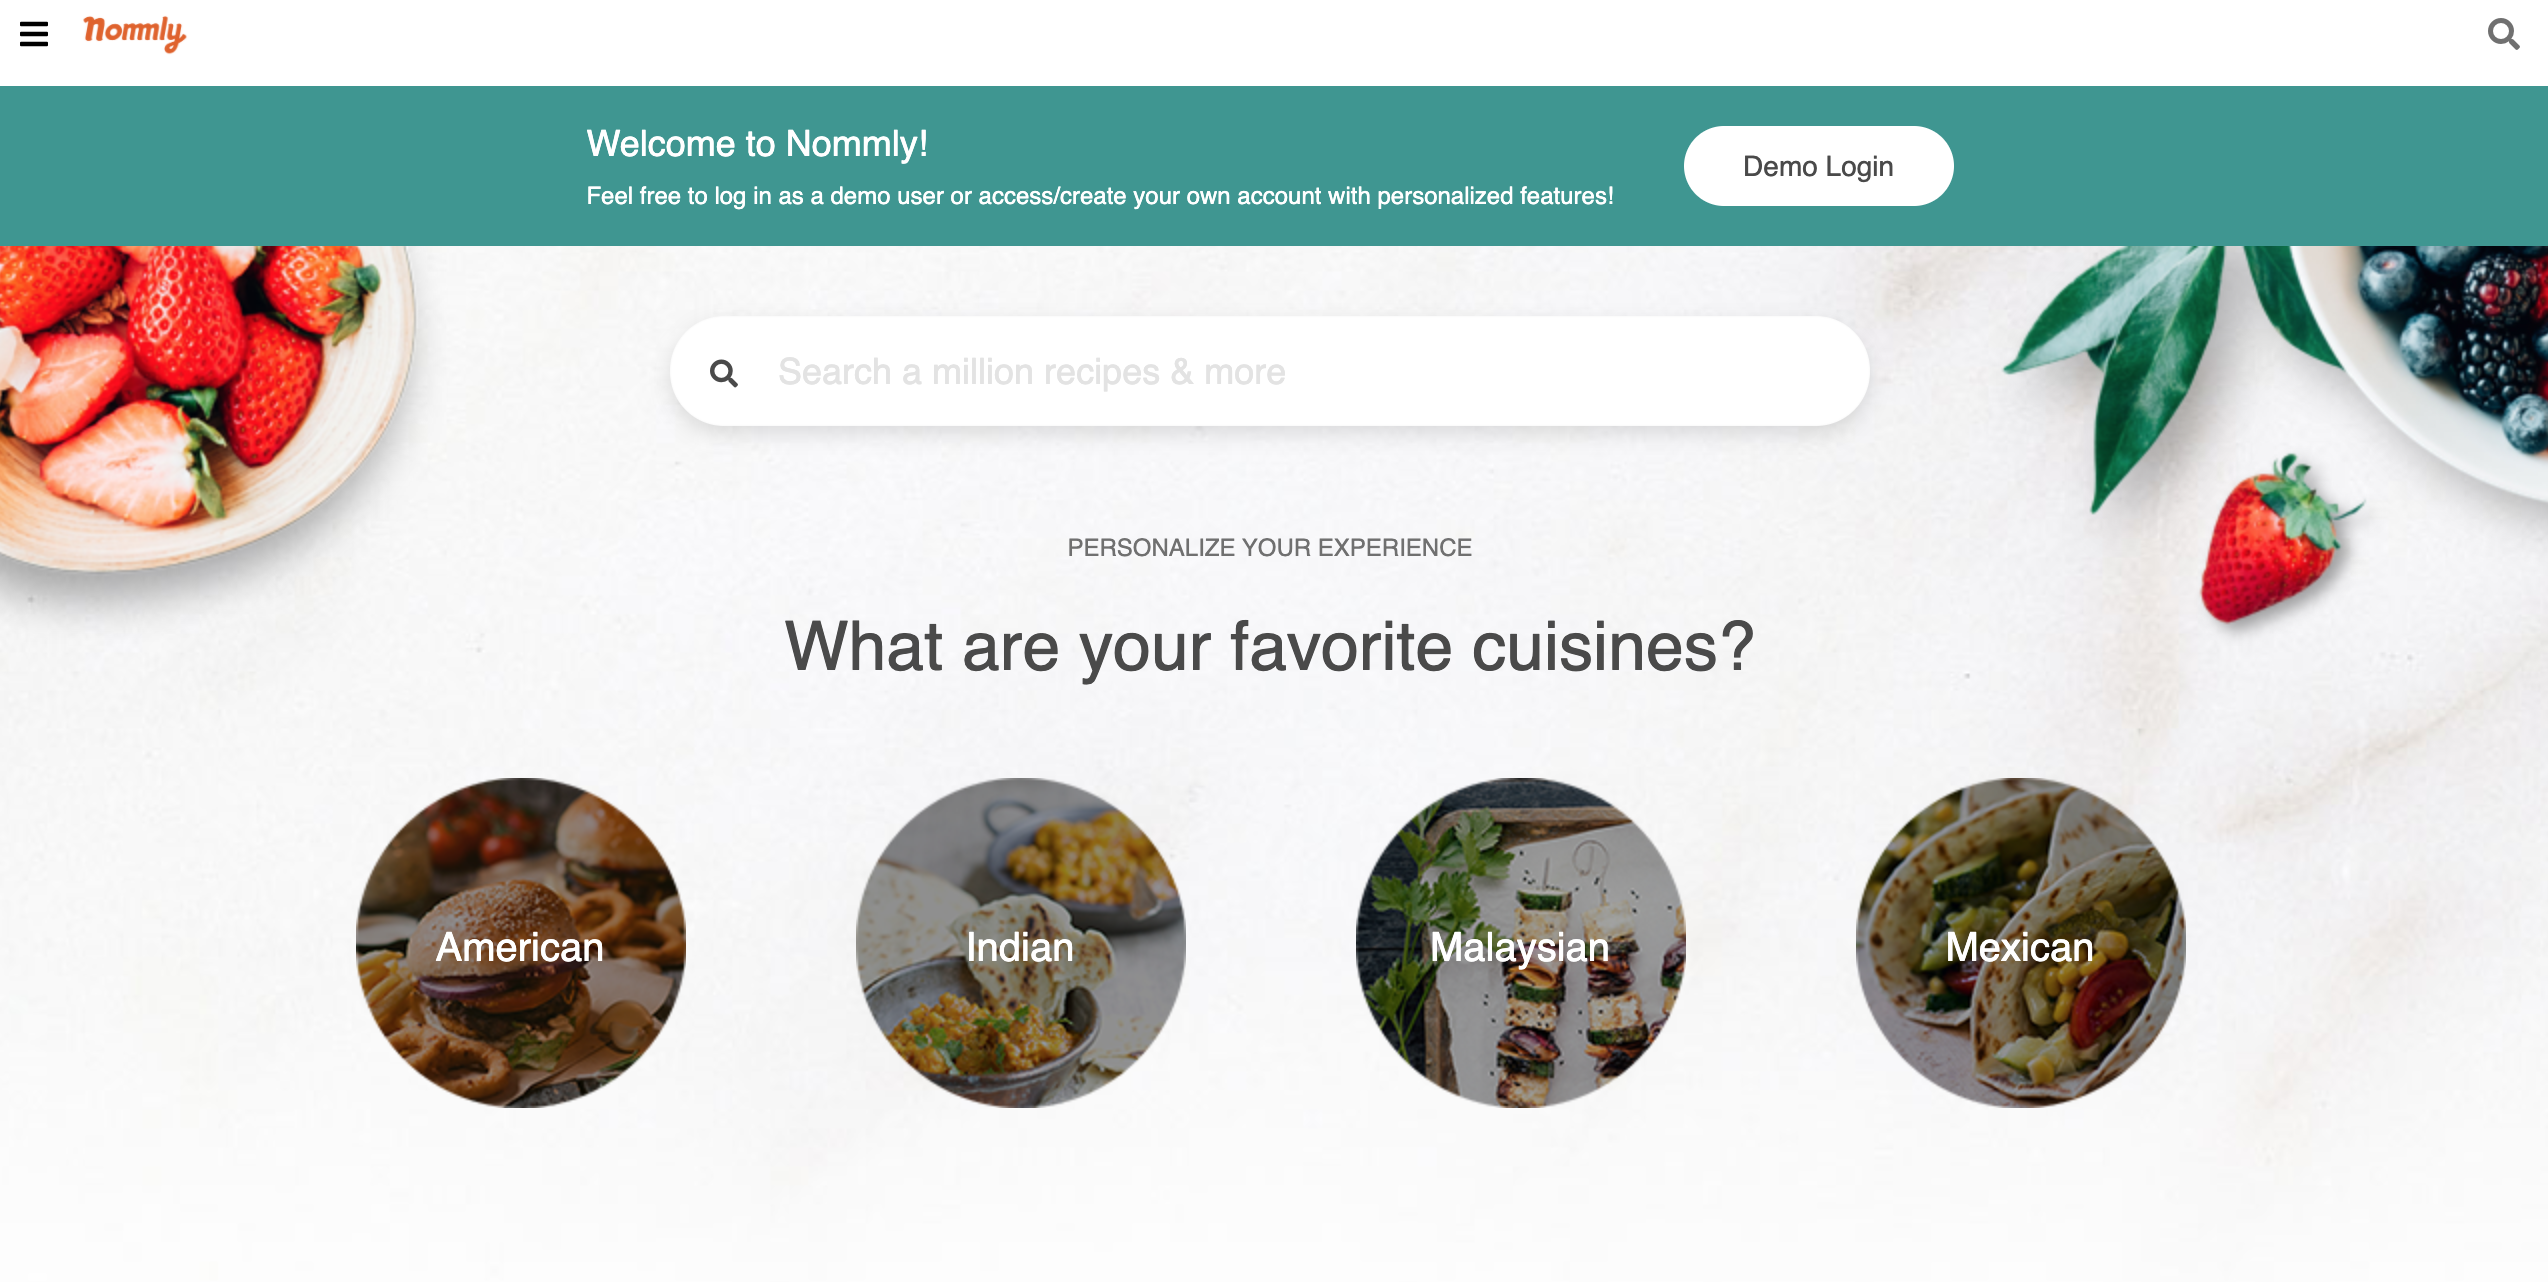 Nommly
Welcome to Nommly!
Feel free to log in as a demo user or access/create your own account with personalized features!
Demo Login
Search a million recipes & more
PERSONALIZE YOUR EXPERIENCE
What are your favorite cuisines?
American
Indian
Malaysian
Mexican